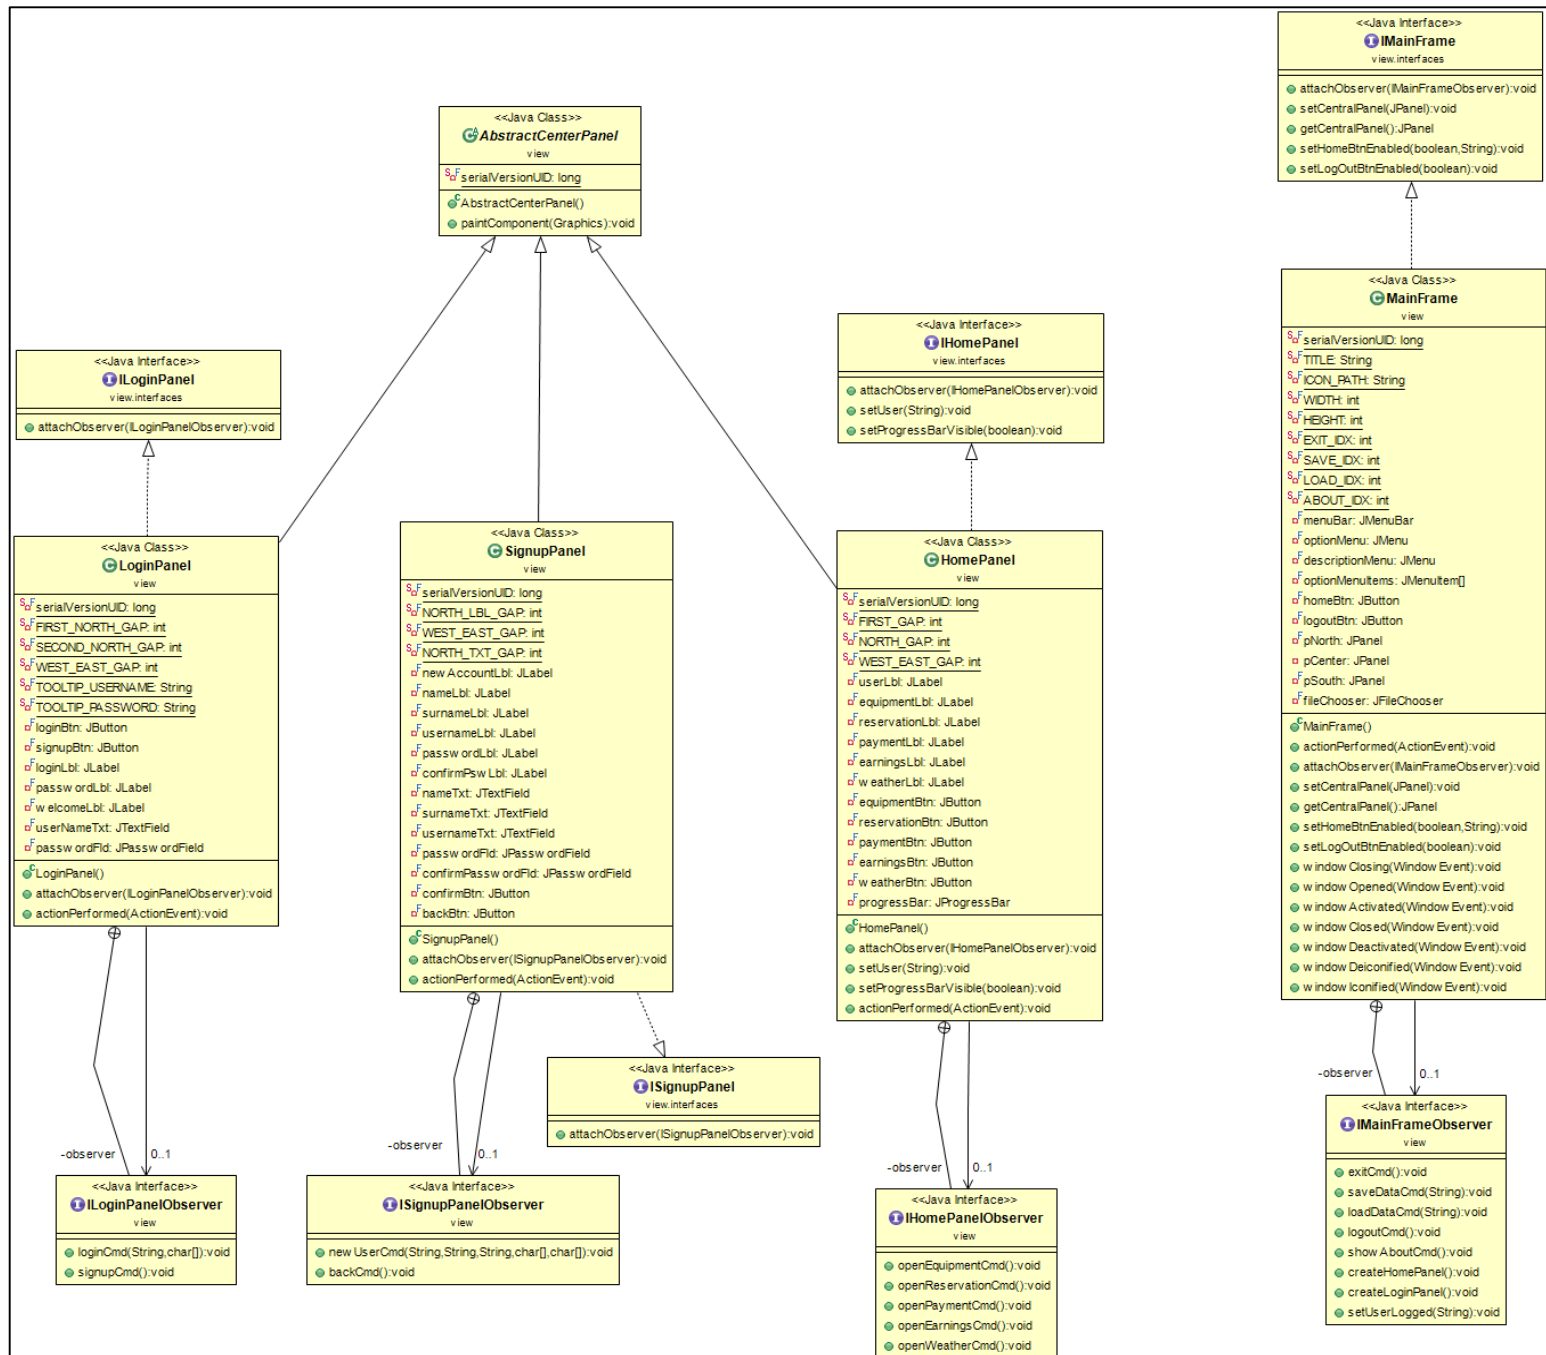 <<Java Interface>>
IMainFrame
view.interfaces
attachObserver(IMainFrameObserver):void
setCentralPanel(JPanel):void
getCentralPanel():JPanel
setHomeBtnEnabled(boolean,String):void
setLogOutBtnEnabled(boolean):void
<<Java Class>>
AbstractCenterPanel
view
serialVersionUID: long
AbstractCenterPanel()
paintComponent(Graphics):void
<<Java Class>>
MainFrame
view
serialVersionUID: long
TITLE: String
ICON_PATH: String
WIDTH: int
HEIGHT: int
EXIT_IDX: int
SAVE_IDX: int
LOAD_IDX: int
ABOUT_IDX: int
menuBar: JMenuBar
optionMenu: JMenu
descriptionMenu: JMenu
optionMenuItems: JMenuItem[]
homeBtn: JButton
logoutBtn: JButton
pNorth: JPanel
pCenter: JPanel
pSouth: JPanel
fileChooser: JFileChooser
MainFrame()
actionPerformed(ActionEvent):void
attachObserver(IMainFrameObserver):void
setCentralPanel(JPanel):void
getCentralPanel():JPanel
setHomeBtnEnabled(boolean,String):void
setLogOutBtnEnabled(boolean):void
windowClosing(WindowEvent):void
windowOpened(WindowEvent):void
windowActivated(WindowEvent):void
windowClosed(WindowEvent):void
windowDeactivated(WindowEvent):void
windowDeiconified(WindowEvent):void
windowIconified(WindowEvent):void
<<Java Interface>>
IHomePanel
view.interfaces
attachObserver(IHomePanelObserver):void
setUser(String):void
setProgressBarVisible(boolean):void
<<Java Interface>>
ILoginPanel
view.interfaces
attachObserver(ILoginPanelObserver):void
<<Java Class>>
LoginPanel
view
serialVersionUID: long
FIRST_NORTH_GAP: int
SECOND_NORTH_GAP: int
WEST_EAST_GAP: int
TOOLTIP_USERNAME: String
TOOLTIP_PASSWORD: String
loginBtn: JButton
signupBtn: JButton
loginLbl: JLabel
passwordLbl: JLabel
welcomeLbl: JLabel
userNameTxt: JTextField
passwordFld: JPasswordField
LoginPanel()
attachObserver(ILoginPanelObserver):void
actionPerformed(ActionEvent):void
<<Java Class>>
SignupPanel
view
serialVersionUID: long
NORTH_LBL_GAP: int
WEST_EAST_GAP: int
NORTH_TXT_GAP: int
newAccountLbl: JLabel
nameLbl: JLabel
surnameLbl: JLabel
usernameLbl: JLabel
passwordLbl: JLabel
confirmPswLbl: JLabel
nameTxt: JTextField
surnameTxt: JTextField
usernameTxt: JTextField
passwordFld: JPasswordField
confirmPasswordFld: JPasswordField
confirmBtn: JButton
backBtn: JButton
SignupPanel()
attachObserver(ISignupPanelObserver):void
actionPerformed(ActionEvent):void
<<Java Class>>
HomePanel
view
serialVersionUID: long
FIRST_GAP: int
NORTH_GAP: int
WEST_EAST_GAP: int
userLbl: JLabel
equipmentLbl: JLabel
reservationLbl: JLabel
paymentLbl: JLabel
earningsLbl: JLabel
weatherLbl: JLabel
equipmentBtn: JButton
reservationBtn: JButton
paymentBtn: JButton
earningsBtn: JButton
weatherBtn: JButton
progressBar: JProgressBar
HomePanel()
attachObserver(IHomePanelObserver):void
setUser(String):void
setProgressBarVisible(boolean):void
actionPerformed(ActionEvent):void
<<Java Interface>>
ISignupPanel
view.interfaces
attachObserver(ISignupPanelObserver):void
-observer 0..1
<<Java Interface>>
ILoginPanelObserver
view
loginCmd(String,char[]):void
signupCmd():void
-observer 0..1
<<Java Interface>>
ISignupPanelObserver
view
newUserCmd(String,String,String,char[],char[]):void
backCmd():void
-observer 0..1
<<Java Interface>>
IHomePanelObserver
view
openEquipmentCmd():void
openReservationCmd():void
openPaymentCmd():void
openEarningsCmd():void
openWeatherCmd():void
-observer 0..1
<<Java Interface>>
IMainFrameObserver
view
exitCmd():void
saveDataCmd(String):void
loadDataCmd(String):void
logoutCmd():void
showAboutCmd():void
createHomePanel():void
createLoginPanel():void
setUserLogged(String):void